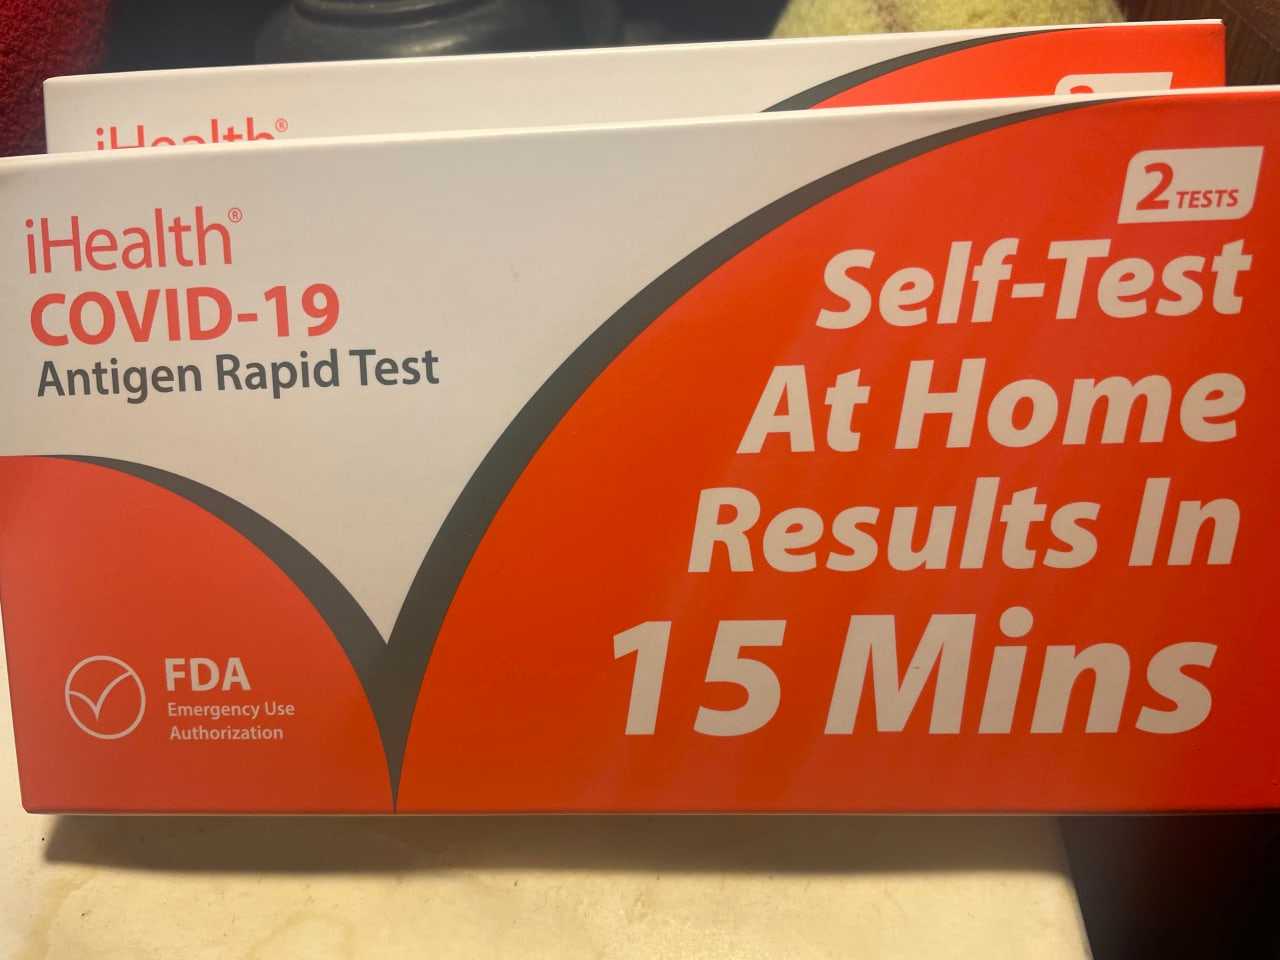 iHealth®
iHealth®
COVID-19
Antigen Rapid Test
2 TESTS
Self-Test
At Home
Results In
15 Mins
FDA
Emergency Use
Authorization